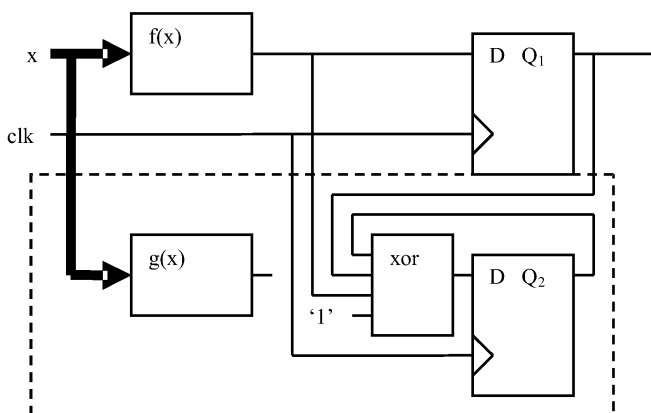 f(x)
x
D Q₁
clk
g(x)
xor
D Q₂
‘1’